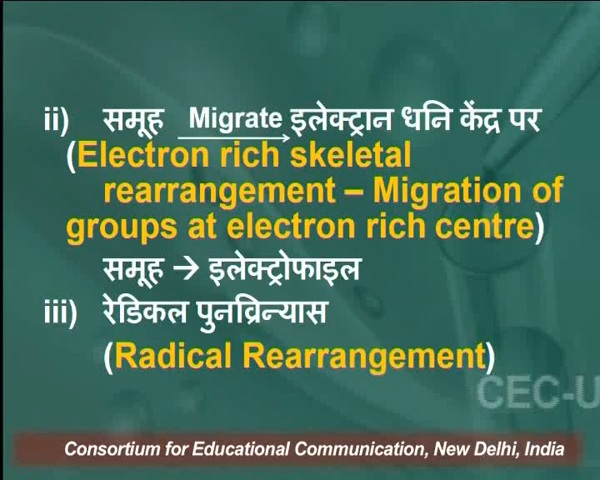 ii) समूह Migrate इलेक्ट्रान धनि केंद्र पर
(Electron rich skeletal
rearrangement – Migration of
groups at electron rich centre)
समूह → इलेक्ट्रोफाइल
iii) रेडिकल पुनव्रिन्यास
(Radical Rearrangement)
CEC-U
Consortium for Educational Communication, New Delhi, India